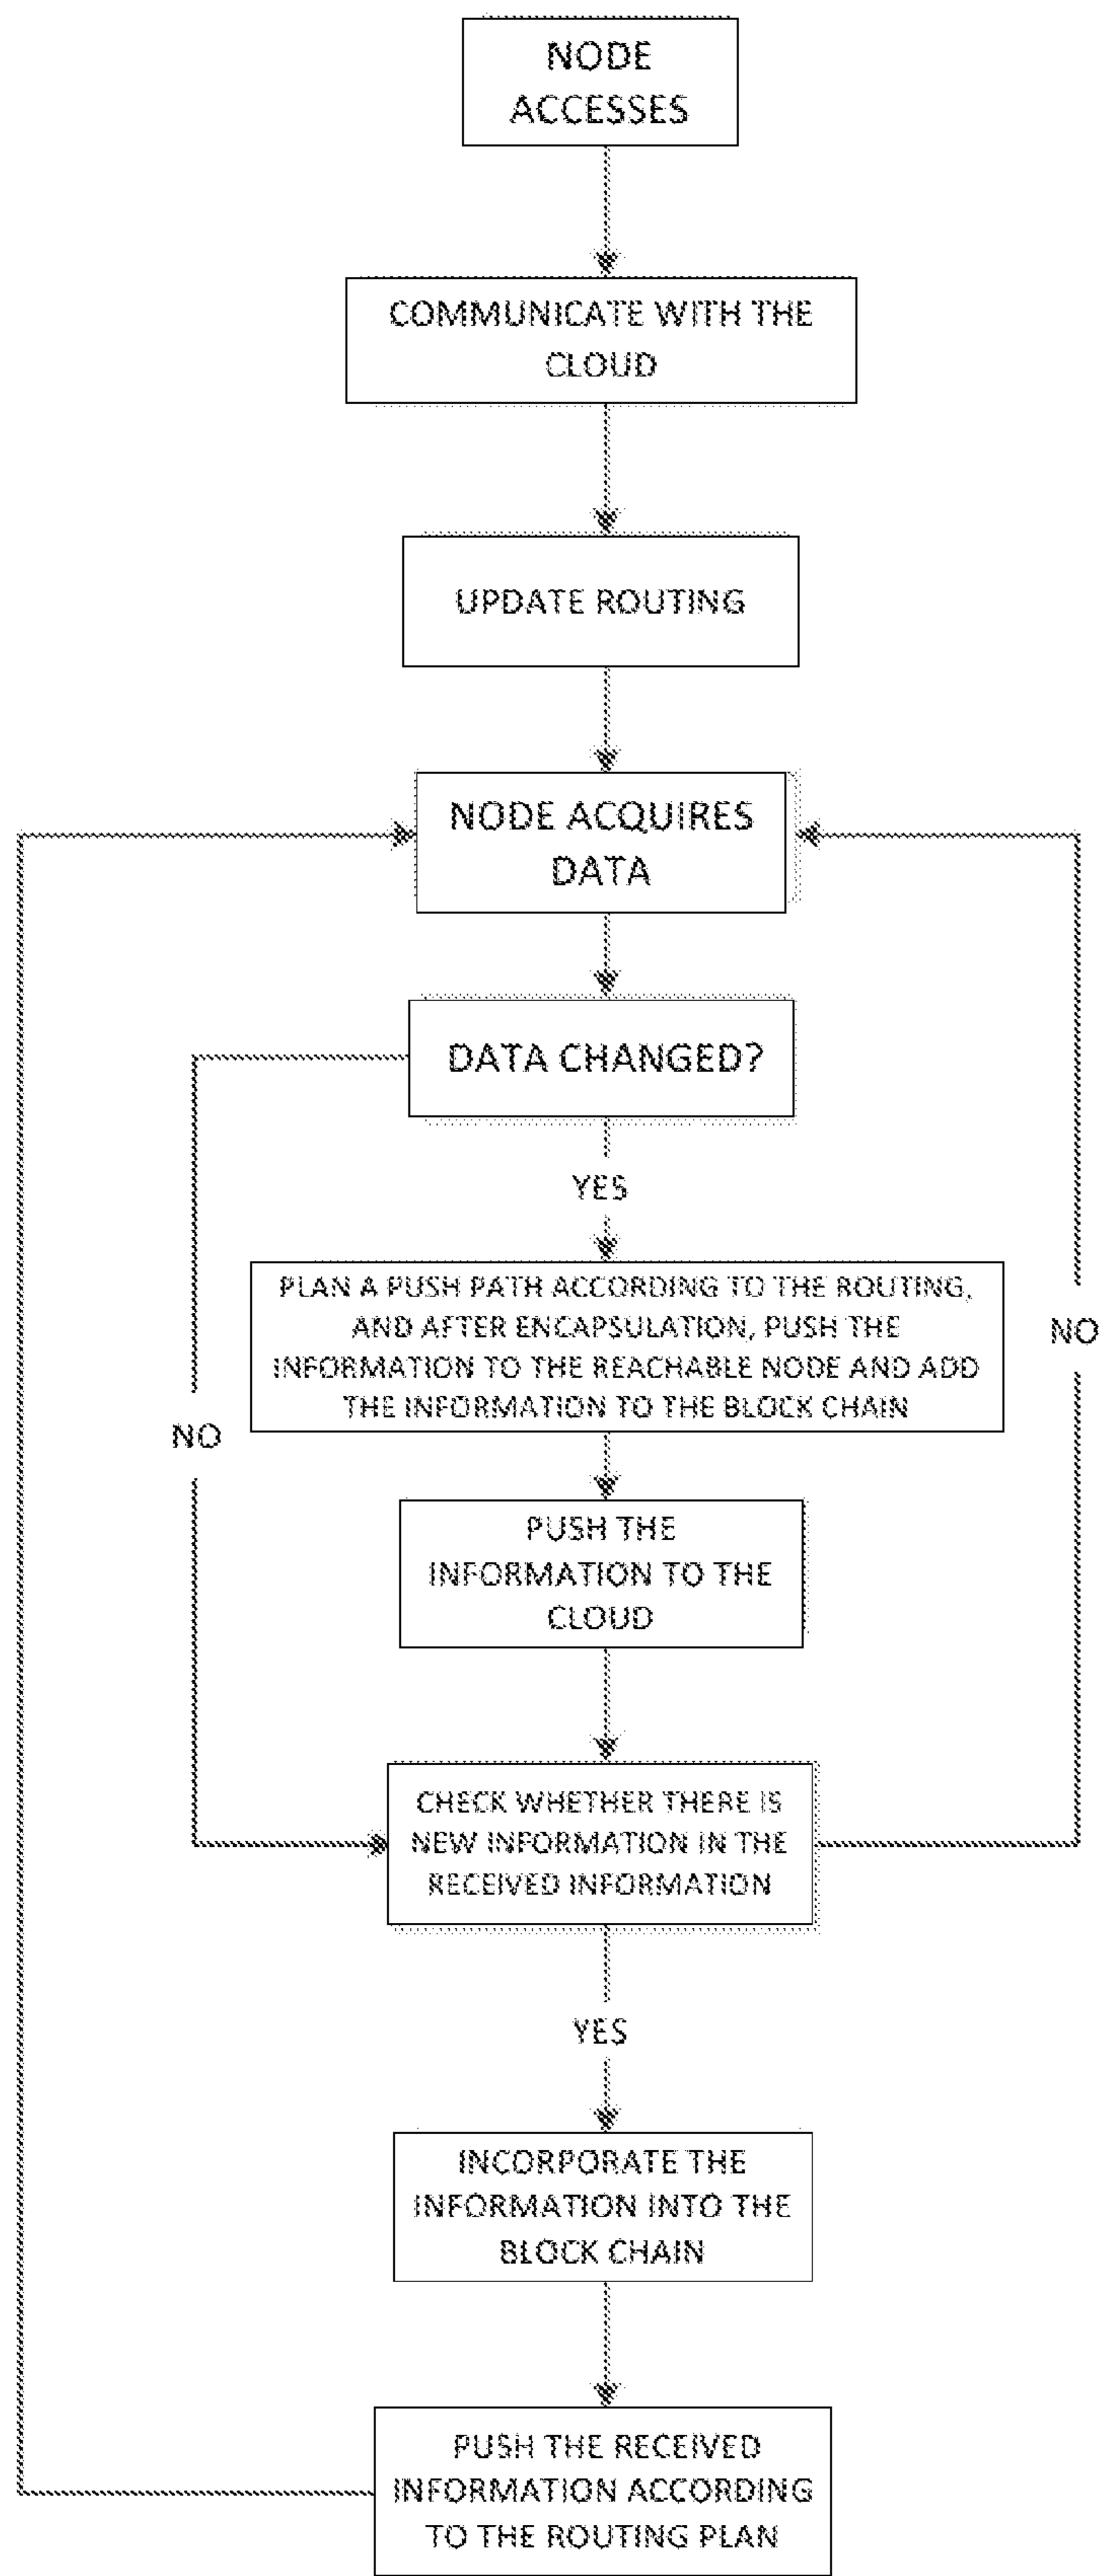 NODE
ACCESSES
COMMUNICATE WITH THE
CLOUD
UPDATE ROUTING
NODE ACQUIRES
DATA
DATA CHANGED?
YES
PLAN A PUSH PATH ACCORDING TO THE ROUTING,
AND AFTER ENCAPSULATION, PUSH THE
INFORMATION TO THE REACHABLE NODE AND ADD
THE INFORMATION TO THE BLOCK CHAIN
NO
NO
PUSH THE
INFORMATION TO THE
CLOUD
CHECK WHETHER THERE IS
NEW INFORMATION IN THE
RECEIVED INFORMATION
YES
INCORPORATE THE
INFORMATION INTO THE
BLOCK CHAIN
PUSH THE RECEIVED
INFORMATION ACCORDING
TO THE ROUTING PLAN